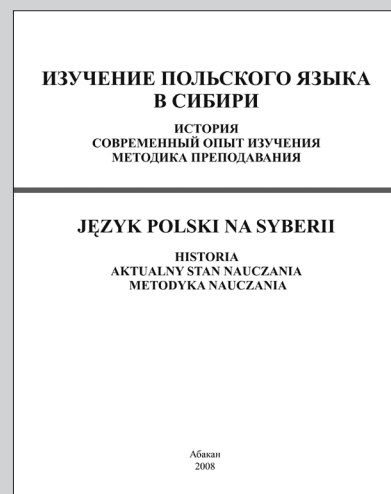 ИЗУЧЕНИЕ ПОЛЬСКОГО ЯЗЫКА
В СИБИРИ
ИСТОРИЯ
СОВРЕМЕННЫЙ ОПЫТ ИЗУЧЕНИЯ
МЕТОДИКА ПРЕПОДАВАНИЯ
JĘZYK POLSKI NA SYBERII
HISTORIA
AKTUALNY STAN NAUCZANIA
METODYKA NAUCZANIA
Абакан
2008